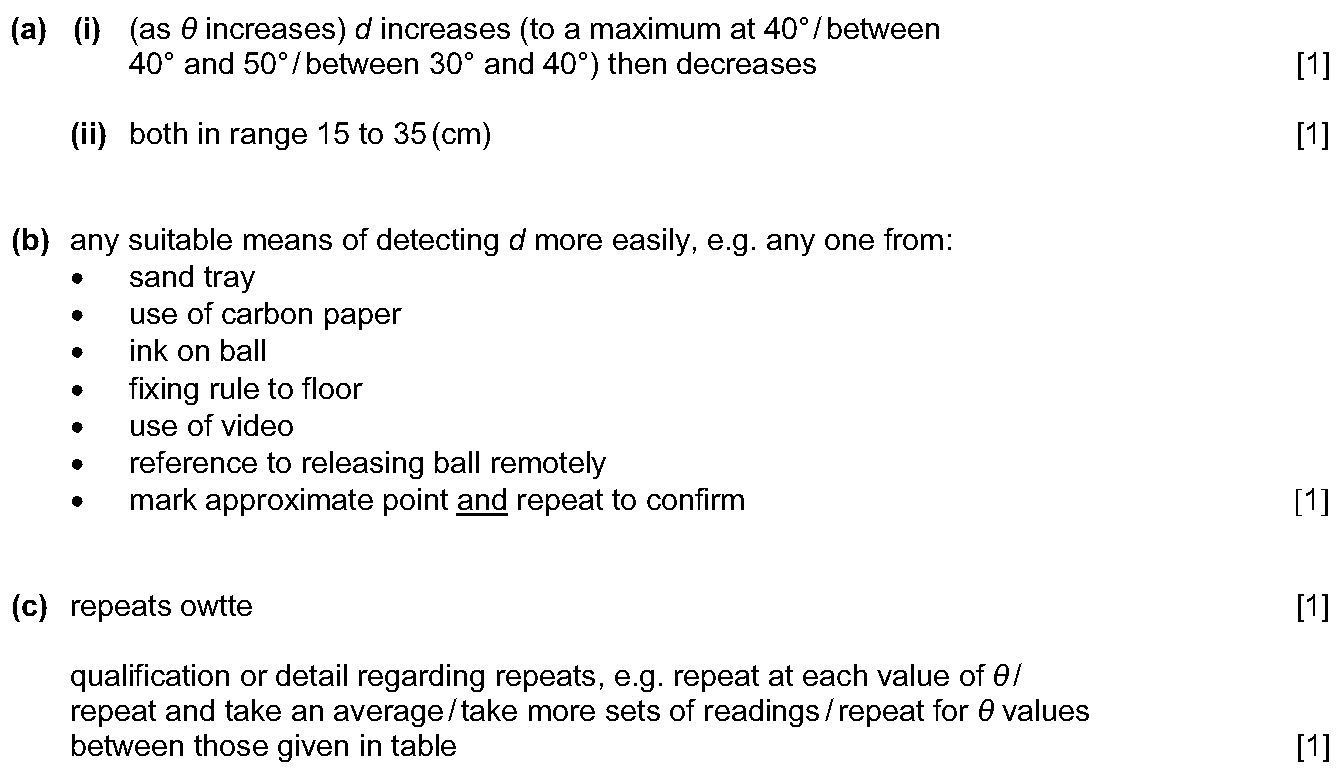 (a) (i) (as θ increases) d increases (to a maximum at 40° / between
40° and 50° / between 30° and 40°) then decreases [1]
(ii) both in range 15 to 35 (cm) [1]
(b) any suitable means of detecting d more easily, e.g. any one from:
• sand tray
• use of carbon paper
• ink on ball
• fixing rule to floor
• use of video
• reference to releasing ball remotely
• mark approximate point and repeat to confirm [1]
(c) repeats owtte [1]
qualification or detail regarding repeats, e.g. repeat at each value of θ /
repeat and take an average / take more sets of readings / repeat for θ values
between those given in table [1]